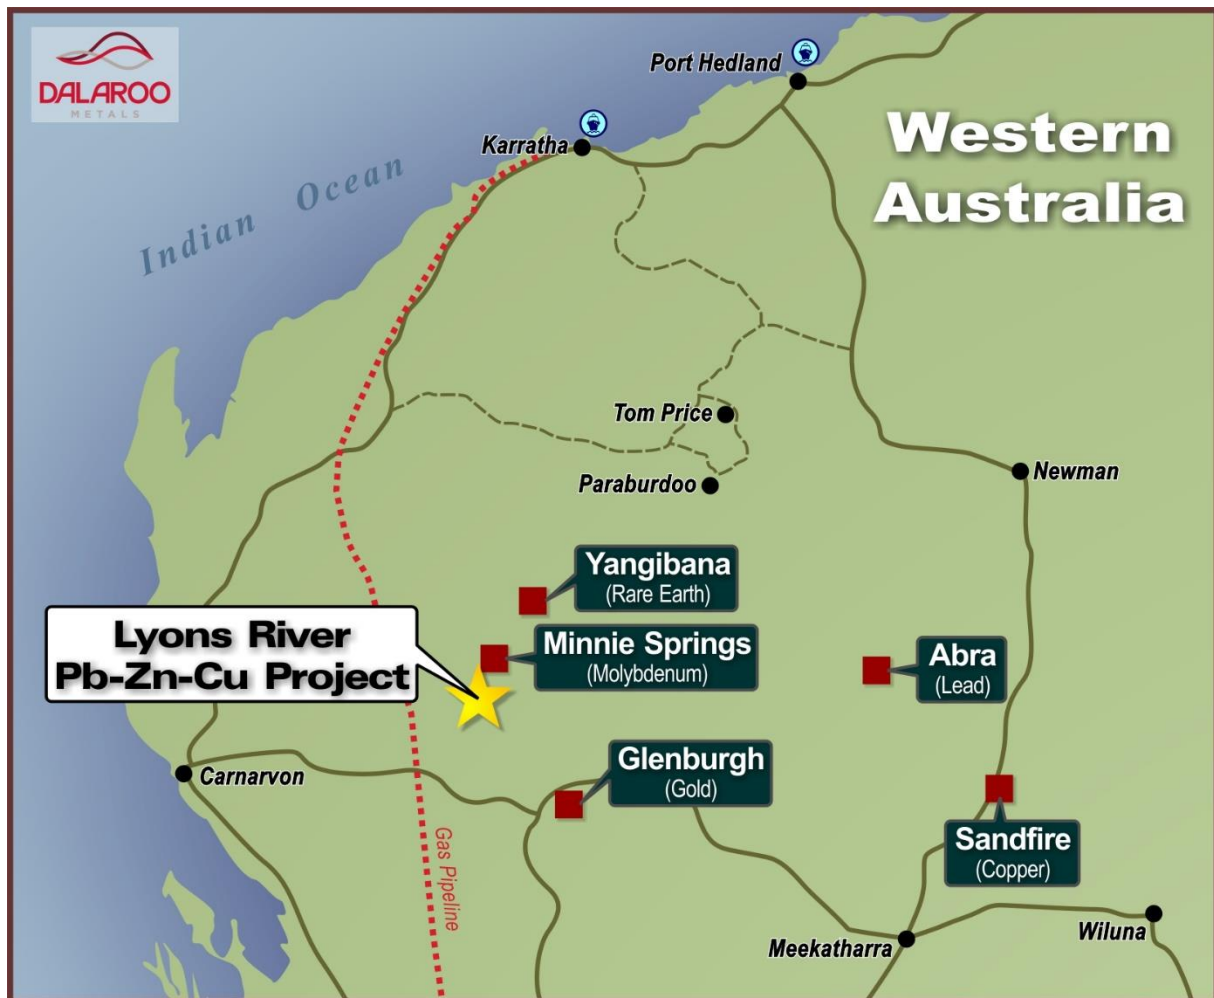 DALAROO
METALS
Port Hedland
Karratha
Western
Australia
Indian Ocean
Tom Price
Newman
Paraburdoo
Yangibana
(Rare Earth)
Lyons River
Pb-Zn-Cu Project
Minnie Springs
(Molybdenum)
Abra
(Lead)
Glenburgh
(Gold)
Carnarvon
Gas Pipeline
Sandfire
(Copper)
Meekatharra
Wiluna